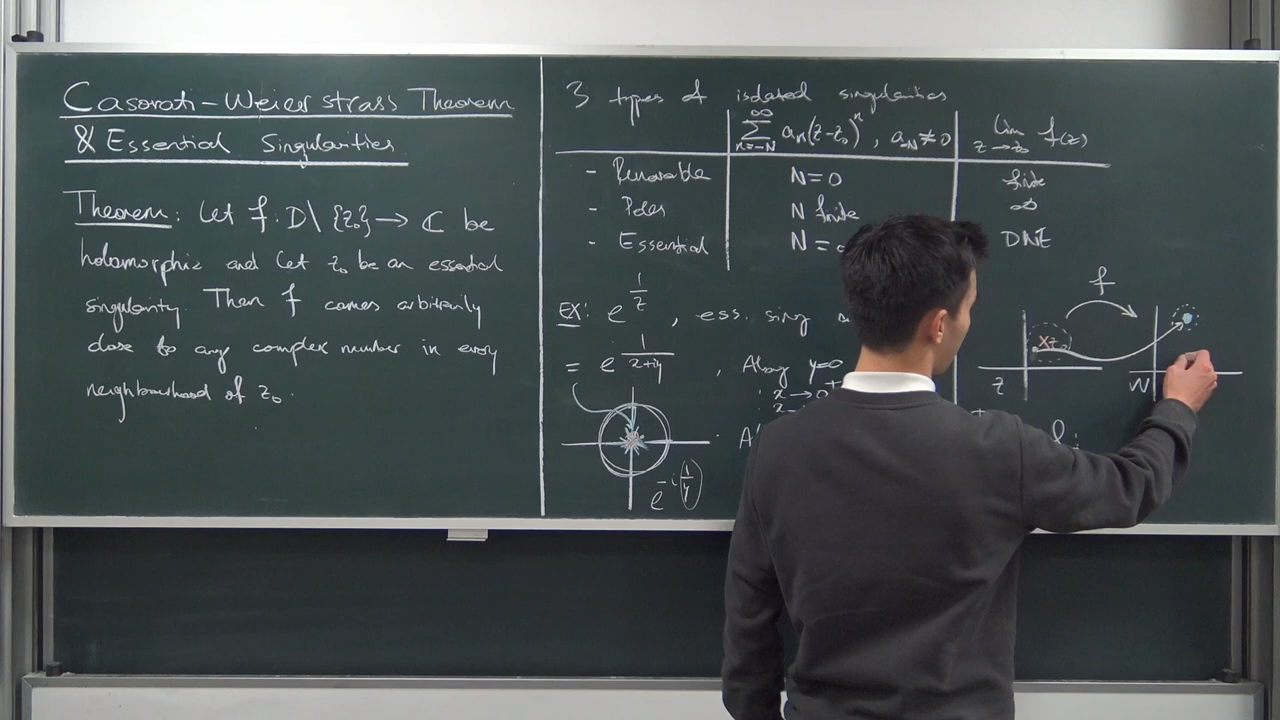 Casorati-Weierstrass Theorem
& Essential Singularities
Theorem: Let f: D\ {z₀} → ℂ be
holomorphic and let z₀ be an essential
singularity. Then f comes arbitrarily
close to any complex number in every
neighbourhood of z₀.
3 types of isolated singularities
∞
∑ aₙ(z-z₀)ⁿ, a₋N ≠ 0
n=-N
lim f(z)
z→z₀
- Removable N=0 finite
- Poles N finite ∞
- Essential N= DNE
EX: e^{1/z}, ess. sing
= e^{1/(x+iy)}, Along y=0
x→0⁺
e^{-i(1/y)}
f
xz₀
z
W